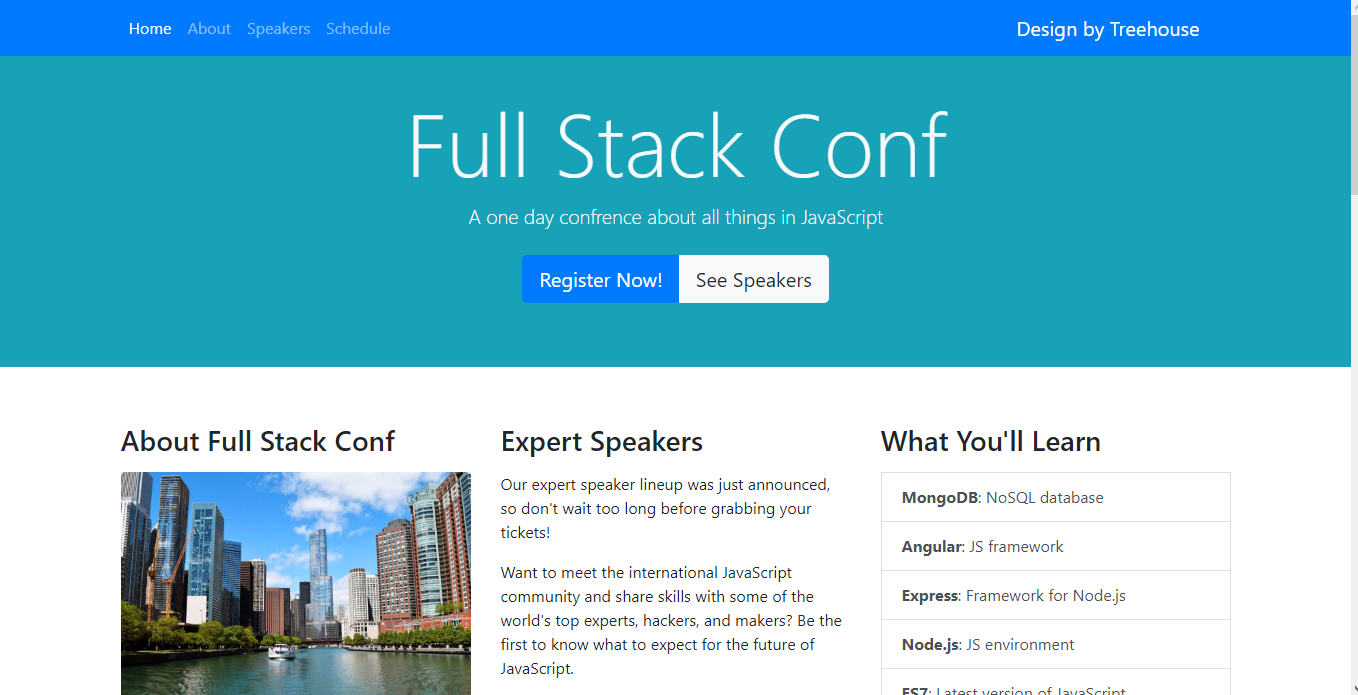 Home About Speakers Schedule Design by Treehouse
Full Stack Conf
A one day confrence about all things in JavaScript
Register Now! See Speakers
About Full Stack Conf
Expert Speakers
Our expert speaker lineup was just announced,
so don't wait too long before grabbing your
tickets!
Want to meet the international JavaScript
community and share skills with some of the
world's top experts, hackers, and makers? Be the
first to know what to expect for the future of
JavaScript.
What You'll Learn
MongoDB: NoSQL database
Angular: JS framework
Express: Framework for Node.js
Node.js: JS environment
ES7: Latest version of JavaScript